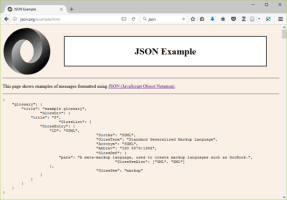 JSON Example
json.org/example.html
json
JSON Example
This page shows examples of messages formatted using JSON (JavaScript Object Notation).
{
"glossary": {
"title": "example glossary",
"GlossDiv": {
"title": "S",
"GlossList": {
"GlossEntry": {
"ID": "SGML",
"SortAs": "SGML",
"GlossTerm": "Standard Generalized Markup Language",
"Acronym": "SGML",
"Abbrev": "ISO 8879:1986",
"GlossDef": {
"para": "A meta-markup language, used to create markup languages such as DocBook.",
"GlossSeeAlso": ["GML", "XML"]
},
"GlossSee": "markup"
}
}
}
}
}